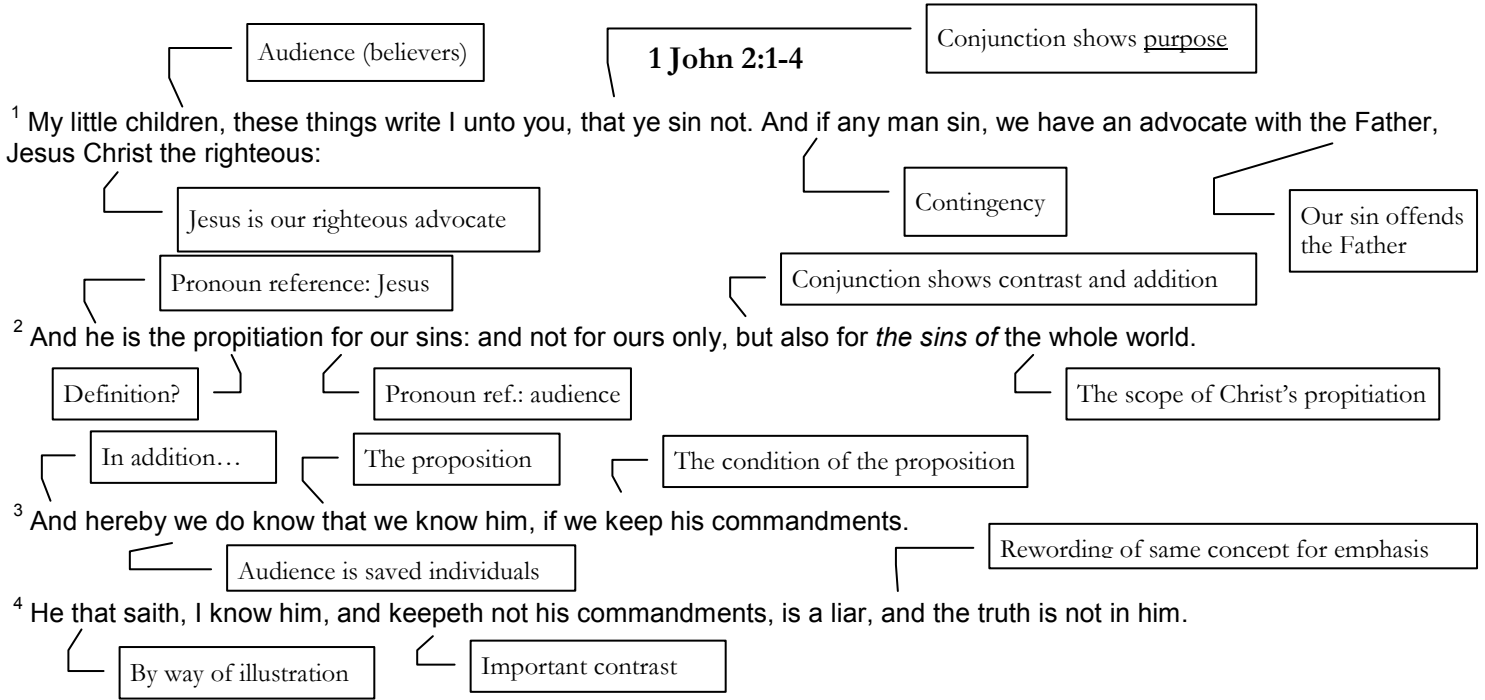 Audience (believers)
1 John 2:1-4
Conjunction shows purpose
1 My little children, these things write I unto you, that ye sin not. And if any man sin, we have an advocate with the Father,
Jesus Christ the righteous:
Jesus is our righteous advocate
Contingency
Our sin offends
the Father
Pronoun reference: Jesus
Conjunction shows contrast and addition
2 And he is the propitiation for our sins: and not for ours only, but also for the sins of the whole world.
Definition?
Pronoun ref.: audience
The scope of Christ’s propitiation
In addition…
The proposition
The condition of the proposition
3 And hereby we do know that we know him, if we keep his commandments.
Rewording of same concept for emphasis
Audience is saved individuals
4 He that saith, I know him, and keepeth not his commandments, is a liar, and the truth is not in him.
By way of illustration
Important contrast